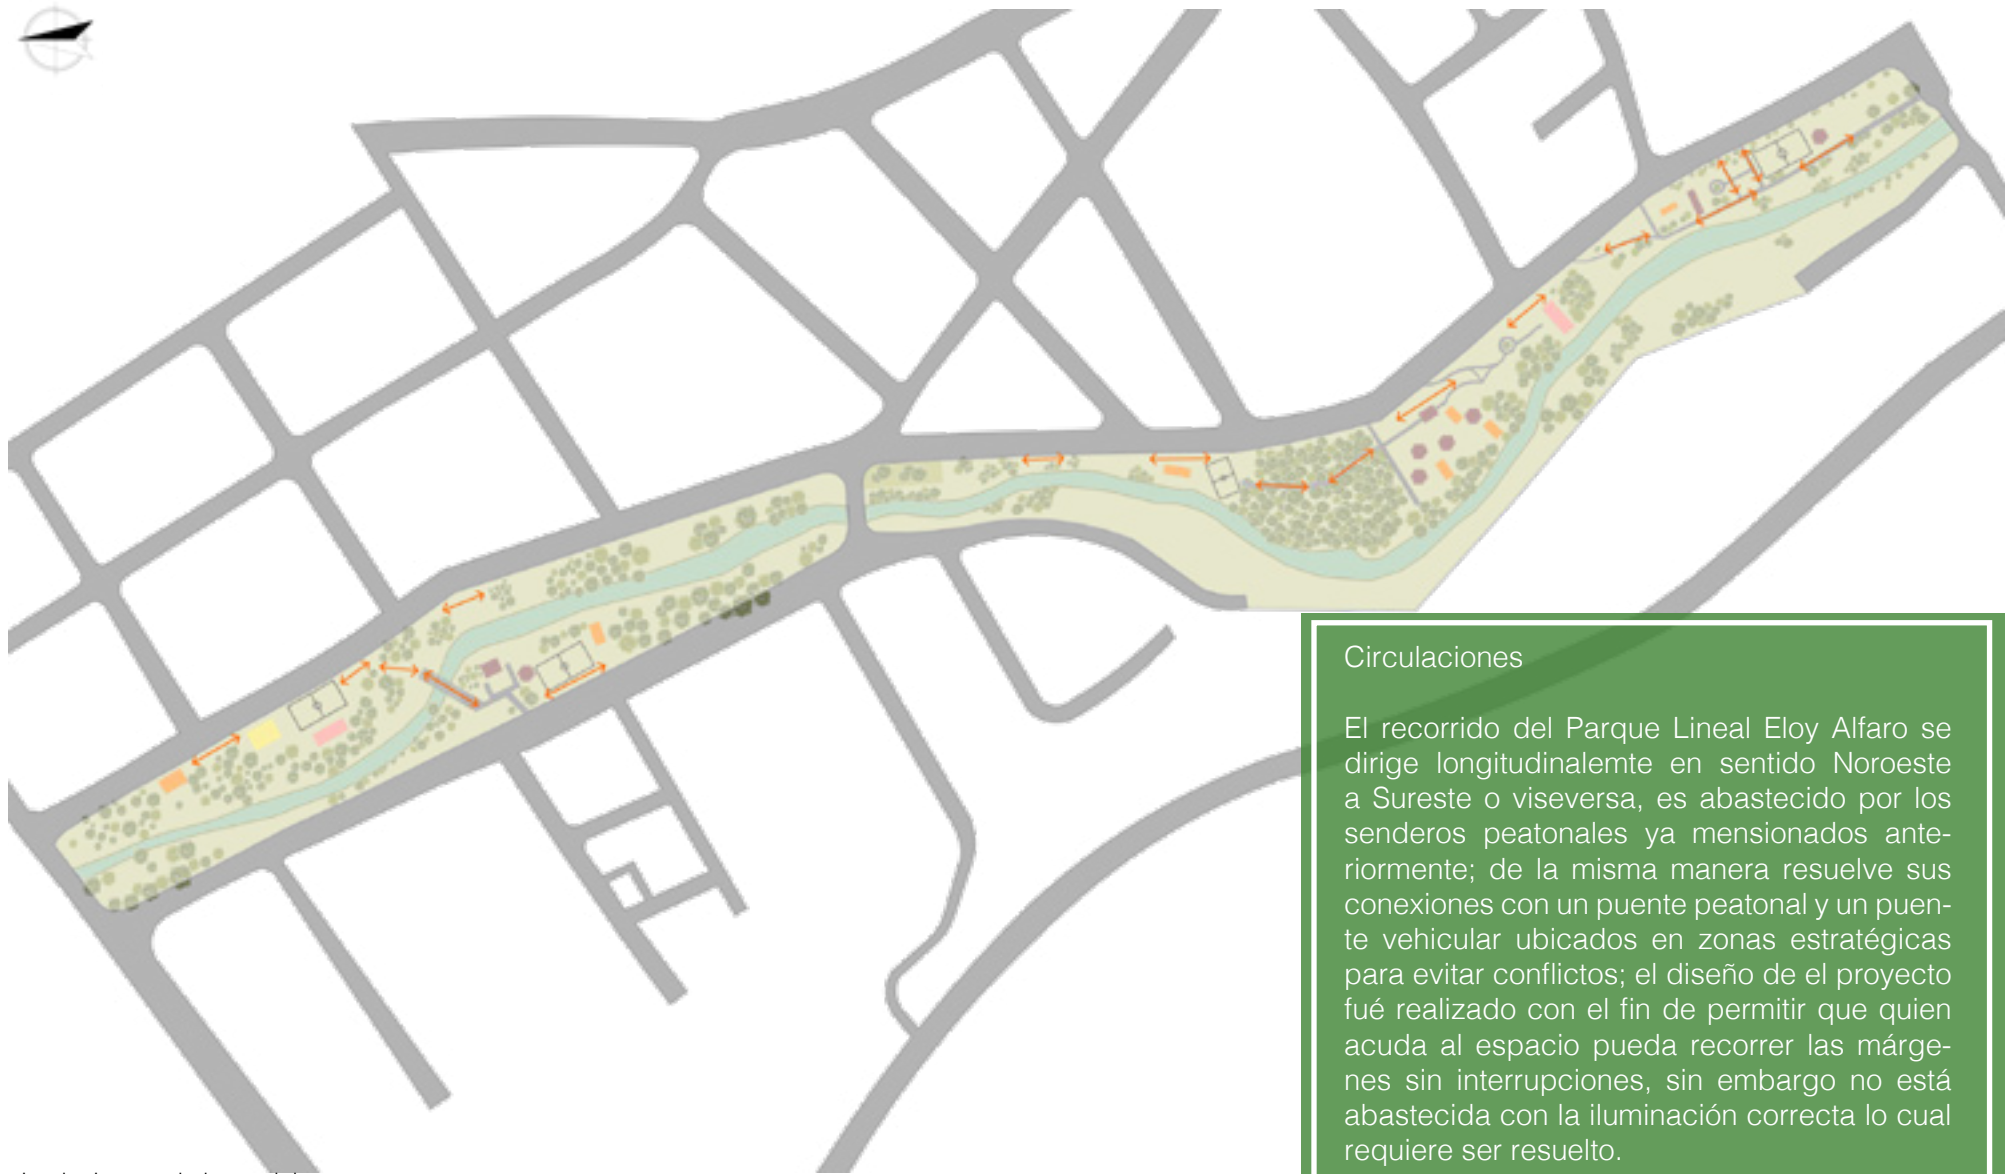 Circulaciones
El recorrido del Parque Lineal Eloy Alfaro se
dirige longitudinalemte en sentido Noroeste
a Sureste o viseversa, es abastecido por los
senderos peatonales ya mensionados ante-
riormente; de la misma manera resuelve sus
conexiones con un puente peatonal y un puen-
te vehicular ubicados en zonas estratégicas
para evitar conflictos; el diseño de el proyecto
fué realizado con el fin de permitir que quien
acuda al espacio pueda recorrer las márge-
nes sin interrupciones, sin embargo no está
abastecida con la iluminación correcta lo cual
requiere ser resuelto.